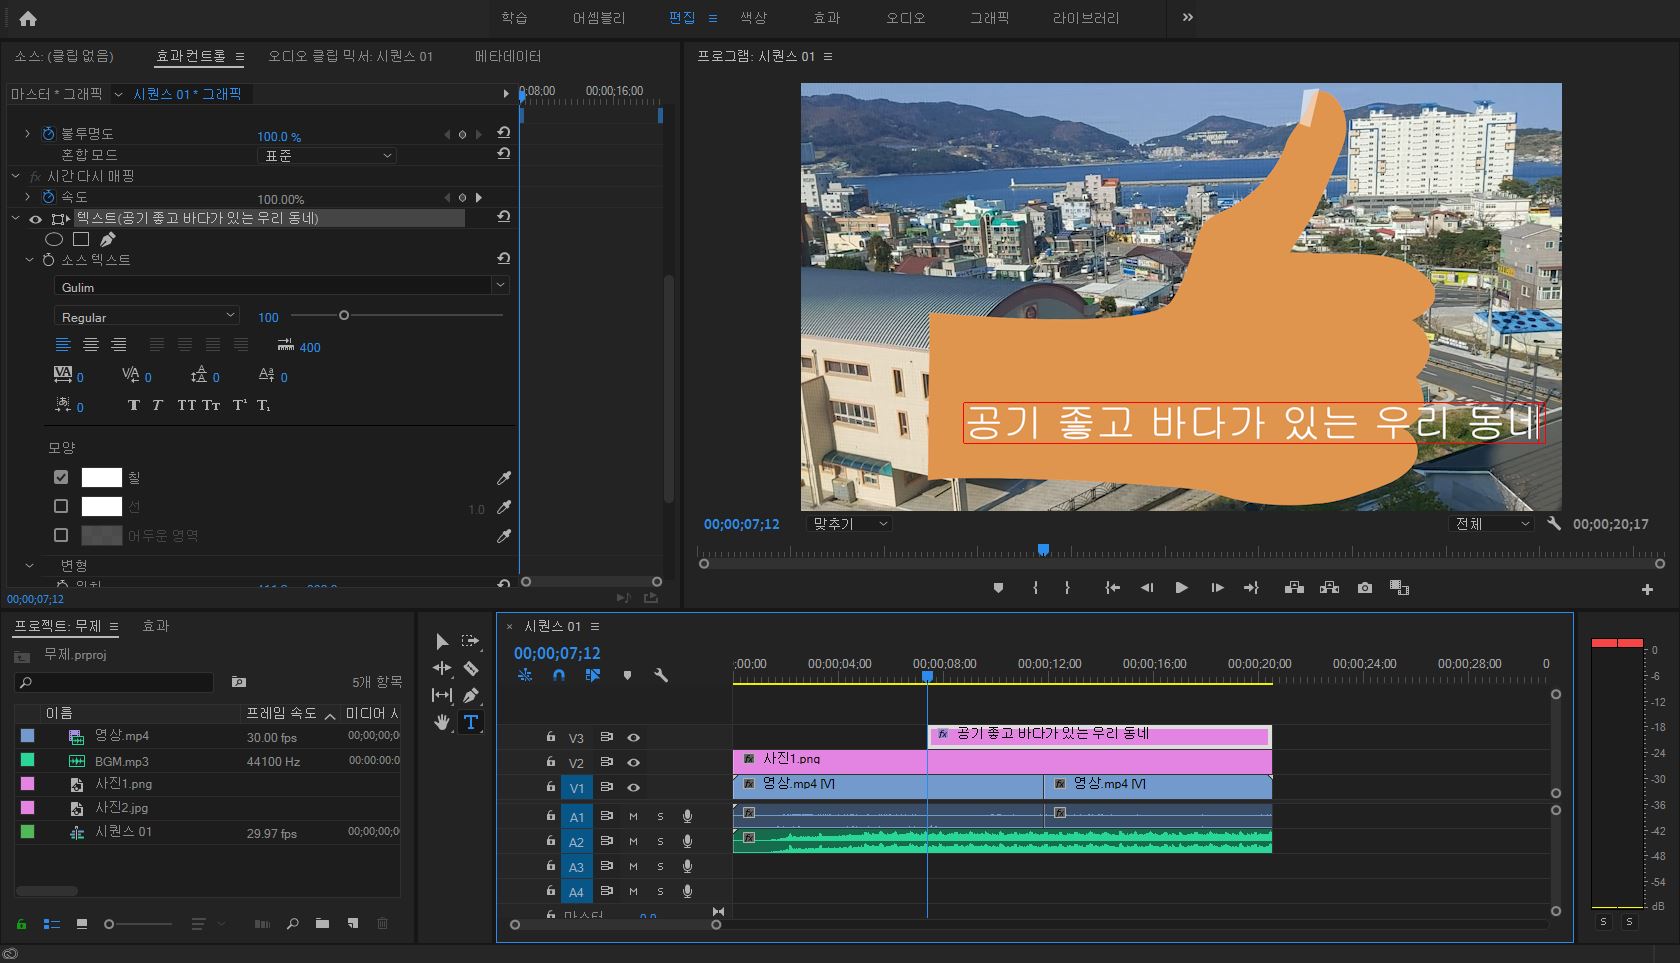 학습 어셈블리 편집 색상 효과 오디오 그래픽 라이브러리
소스: (클립 없음) 효과 컨트롤 오디오 클립 믹서: 시퀀스 01 메타데이터
마스터 * 그래픽 시퀀스 01 * 그래픽
00;00;16;00
불투명도 100.0 %
혼합 모드 표준
fx 시간 다시 매핑
속도 100.00%
텍스트(공기 좋고 바다가 있는 우리 동네)
소스 텍스트
Gulim
Regular 100
400
0 0 0 0
0
모양
칠
선 1.0
어두운 영역
변형
위치
00;00;07;12
프로그램: 시퀀스 01
공기 좋고 바다가 있는 우리 동네
00;00;07;12 맞추기 전체 00;00;20;17
프로젝트: 무제 효과
무제.prproj
5개 항목
이름 프레임 속도 미디어 시
영상.mp4 30.00 fps 00;00;00;0
BGM.mp3 44100 Hz 00:00:00:0
사진1.png
사진2.jpg
시퀀스 01 29.97 fps 00;00;00;0
× 시퀀스 01
00;00;07;12
;00;00 00;00;04;00 00;00;08;00 00;00;12;00 00;00;16;00 00;00;20;00 00;00;24;00 00;00;28;00 0
V3 fx 공기 좋고 바다가 있는 우리 동네
V2 fx 사진1.png
V1 fx 영상.mp4 [V] fx 영상.mp4 [V]
A1 M S fx fx
A2 M S fx
A3 M S
A4 M S
마스터 0.0
0
-6
-12
-18
-24
-30
-36
-42
-48
-54
dB
S S